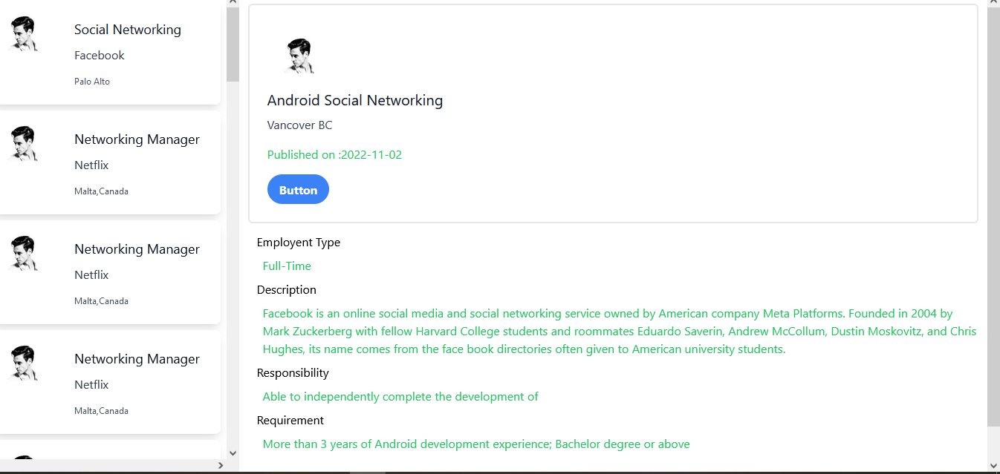 Social Networking
Facebook
Palo Alto
Networking Manager
Netflix
Malta,Canada
Networking Manager
Netflix
Malta,Canada
Networking Manager
Netflix
Malta,Canada
Android Social Networking
Vancover BC
Published on :2022-11-02
Button
Employent Type
Full-Time
Description
Facebook is an online social media and social networking service owned by American company Meta Platforms. Founded in 2004 by
Mark Zuckerberg with fellow Harvard College students and roommates Eduardo Saverin, Andrew McCollum, Dustin Moskovitz, and Chris
Hughes, its name comes from the face book directories often given to American university students.
Responsibility
Able to independently complete the development of
Requirement
More than 3 years of Android development experience; Bachelor degree or above